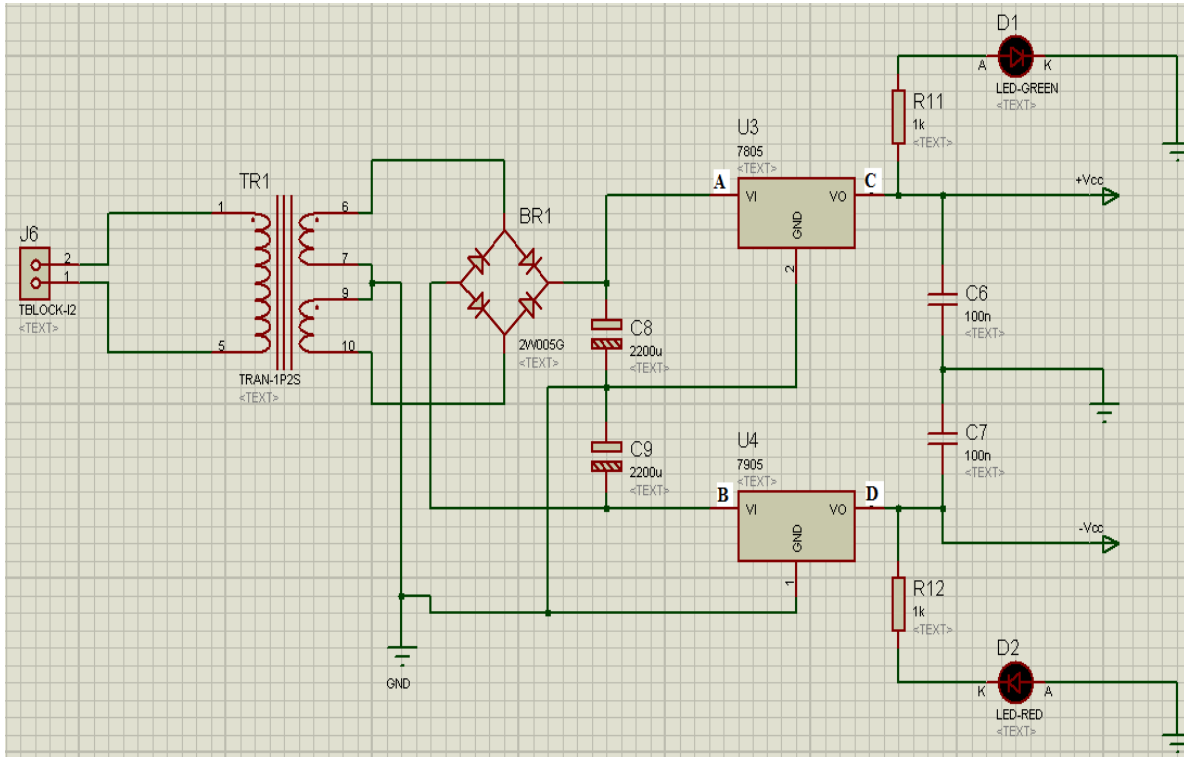 D1
A
K
LED-GREEN
<TEXT>
R11
1k
<TEXT>
U3
7805
<TEXT>
A
VI
VO
GND
2
C
+Vcc
TR1
1
6
7
9
5
10
TRAN-1P2S
<TEXT>
J6
2
1
TBLOCK-I2
<TEXT>
BR1
2W005G
<TEXT>
C8
2200u
<TEXT>
C6
100n
<TEXT>
C9
2200u
<TEXT>
C7
100n
<TEXT>
U4
7905
<TEXT>
B
VI
VO
GND
1
D
-Vcc
R12
1k
<TEXT>
GND
D2
K
A
LED-RED
<TEXT>